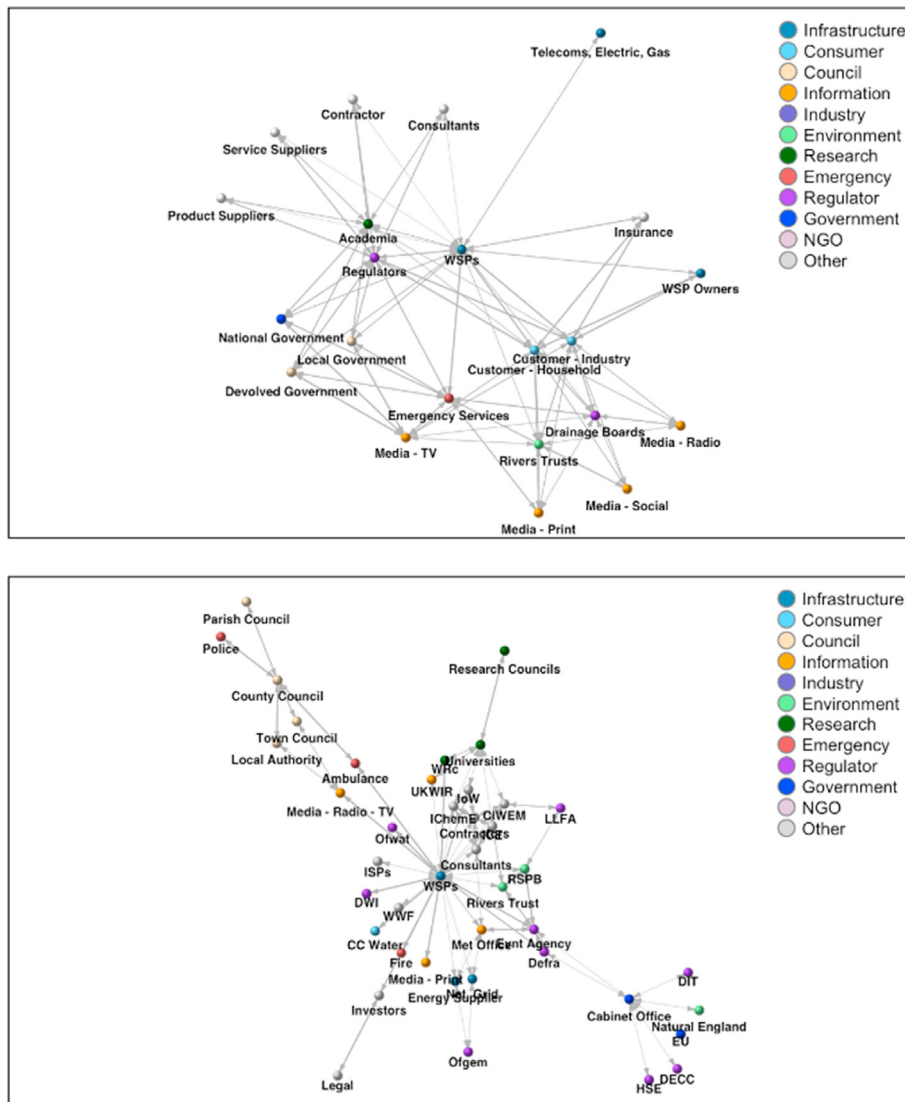 Infrastructure
Consumer
Council
Information
Industry
Environment
Research
Emergency
Regulator
Government
NGO
Other
Telecoms, Electric, Gas
Contractor
Consultants
Service Suppliers
Product Suppliers
Academia
Insurance
WSPs
Regulators
WSP Owners
National Government
Local Government
Customer - Industry
Customer - Household
Devolved Government
Emergency Services
Drainage Boards
Media - Radio
Media - TV
Rivers Trusts
Media - Social
Media - Print
Infrastructure
Consumer
Council
Information
Industry
Environment
Research
Emergency
Regulator
Government
NGO
Other
Parish Council
Police
Research Councils
County Council
Town Council
Local Authority
Universities
WRc
Ambulance
UKWIR
IoW
Media - Radio - TV
IChemE
CIWEM
LLFA
Contractors
ICE
Ofwat
ISPs
Consultants
RSPB
WSPs
DWI
Rivers Trust
WWF
CC Water
Met Office
Fire
Defra
Media - Print
DIT
Energy Supplier
Investors
Cabinet Office
Natural England
EU
Ofgem
Legal
HSE
DECC